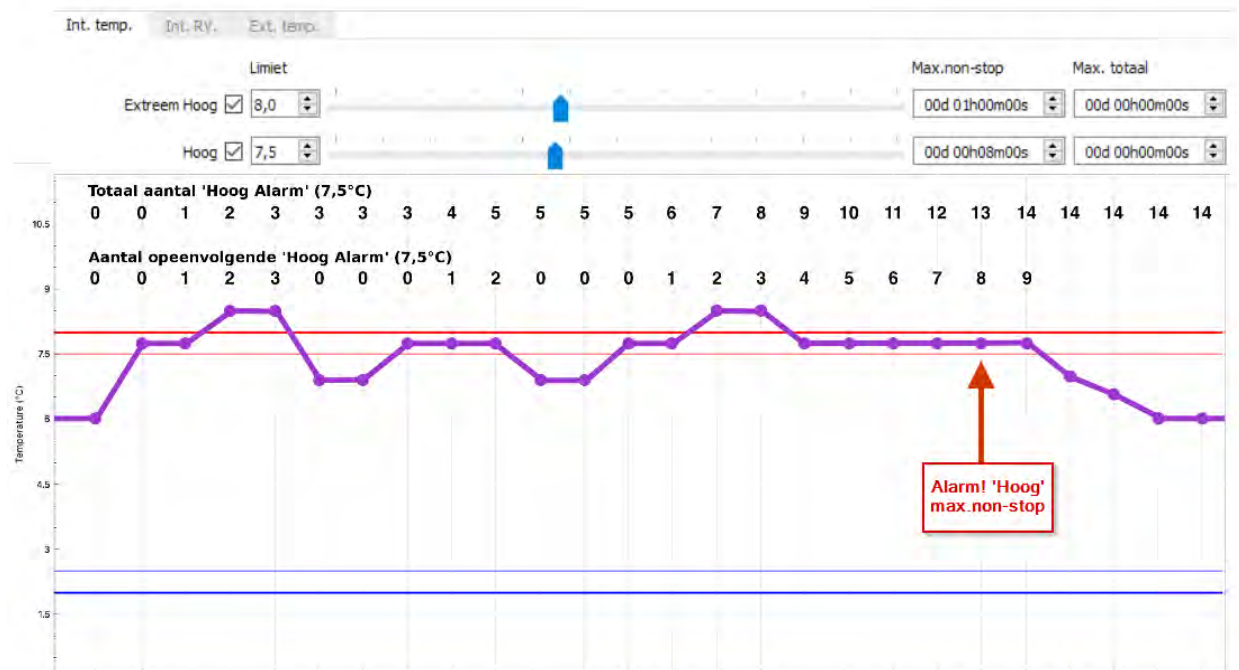 Int. temp. Int. RV. Ext. temp.
Limiet Max.non-stop Max. totaal
Extreem Hoog 8,0 00d 01h00m00s 00d 00h00m00s
Hoog 7,5 00d 00h08m00s 00d 00h00m00s
Totaal aantal 'Hoog Alarm' (7,5°C)
0 0 1 2 3 3 3 3 4 5 5 5 5 6 7 8 9 10 11 12 13 14 14 14 14 14
10.5
Aantal opeenvolgende 'Hoog Alarm' (7,5°C)
0 0 1 2 3 0 0 0 1 2 0 0 0 1 2 3 4 5 6 7 8 9
9
7.5
Temperature (°C)
6
4.5
Alarm! 'Hoog'
max.non-stop
3
1.5